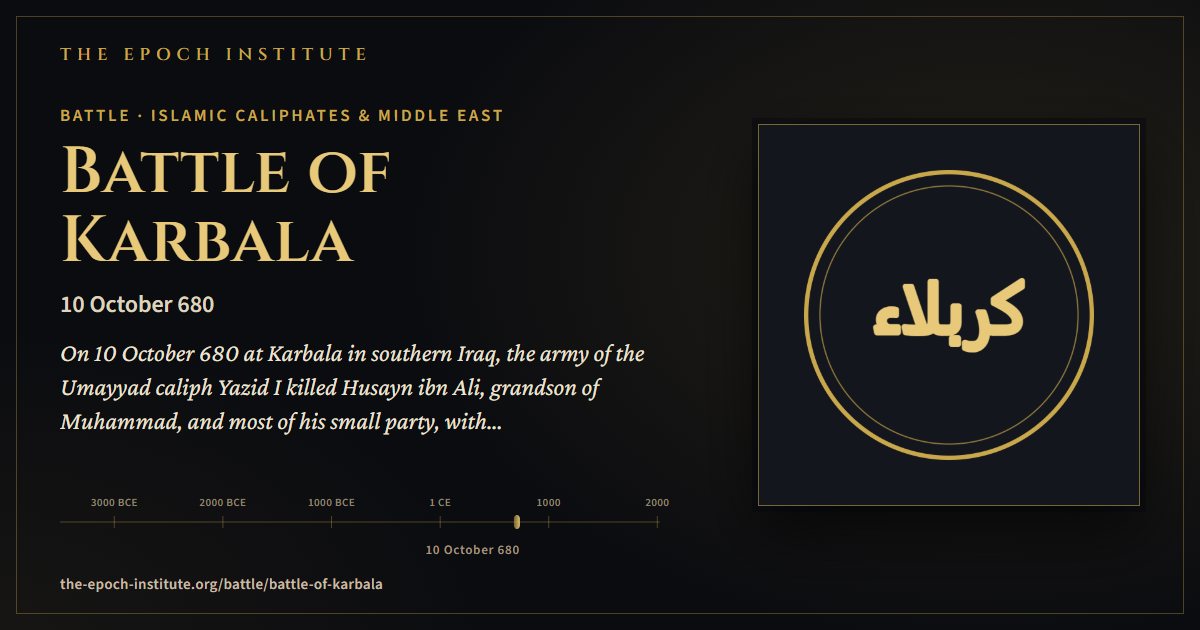 THE EPOCH INSTITUTE
BATTLE · ISLAMIC CALIPHATES & MIDDLE EAST
BATTLE OF
KARBALA
10 October 680
On 10 October 680 at Karbala in southern Iraq, the army of the
Umayyad caliph Yazid I killed Husayn ibn Ali, grandson of
Muhammad, and most of his small party, with...
كربلاء
3000 BCE 2000 BCE 1000 BCE 1 CE 1000 2000
10 October 680
the-epoch-institute.org/battle/battle-of-karbala